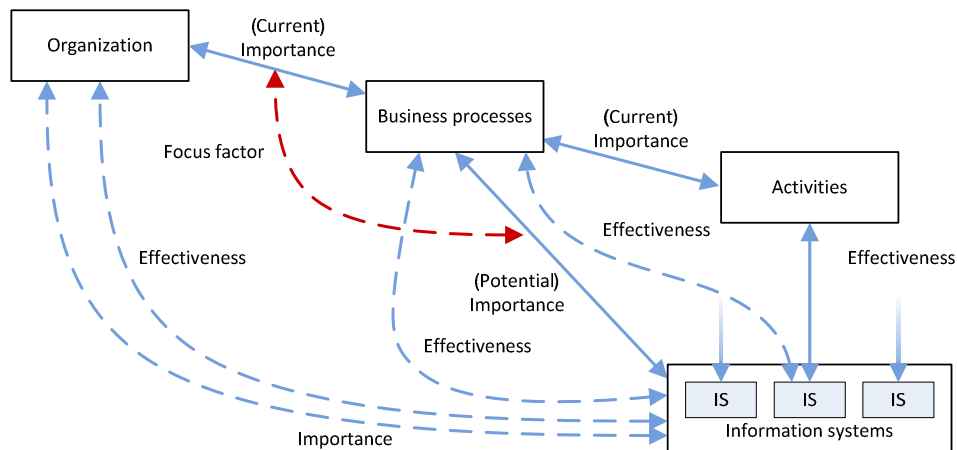 Organization
(Current)
Importance
Business processes
(Current)
Importance
Focus factor
Activities
Effectiveness
Effectiveness
Effectiveness
(Potential)
Importance
Effectiveness
IS
IS
IS
Information systems
Importance